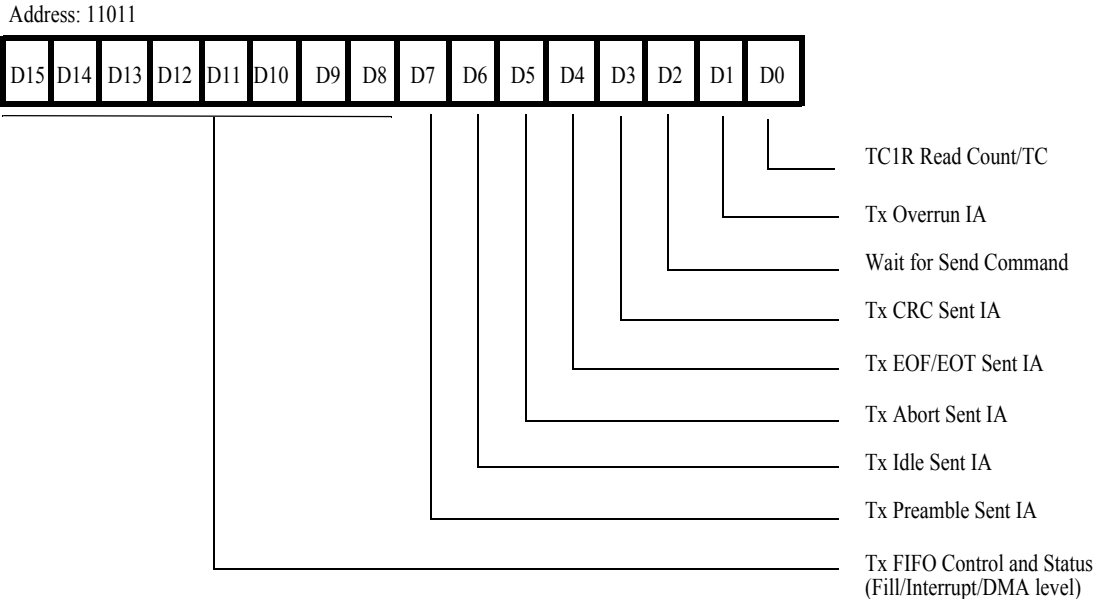 Address: 11011
D15 D14 D13 D12 D11 D10 D9 D8 D7 D6 D5 D4 D3 D2 D1 D0
TC1R Read Count/TC
Tx Overrun IA
Wait for Send Command
Tx CRC Sent IA
Tx EOF/EOT Sent IA
Tx Abort Sent IA
Tx Idle Sent IA
Tx Preamble Sent IA
Tx FIFO Control and Status
(Fill/Interrupt/DMA level)